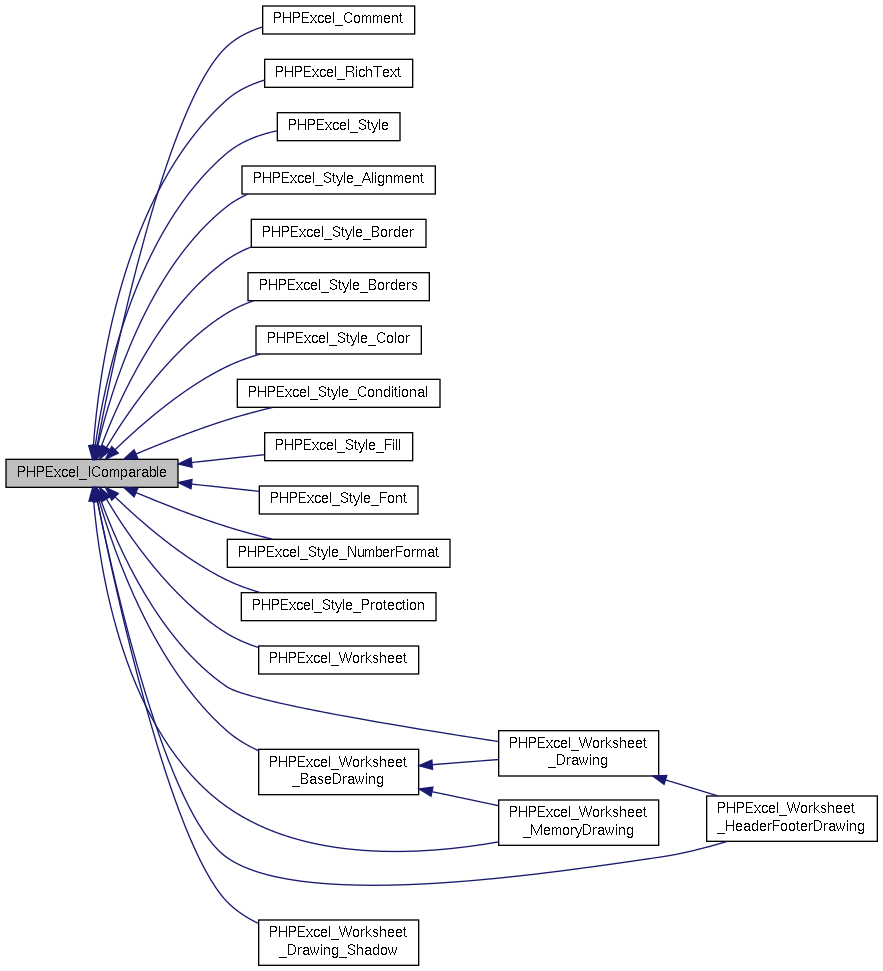 PHPExcel_Comment
PHPExcel_RichText
PHPExcel_Style
PHPExcel_Style_Alignment
PHPExcel_Style_Border
PHPExcel_Style_Borders
PHPExcel_Style_Color
PHPExcel_Style_Conditional
PHPExcel_Style_Fill
PHPExcel_IComparable
PHPExcel_Style_Font
PHPExcel_Style_NumberFormat
PHPExcel_Style_Protection
PHPExcel_Worksheet
PHPExcel_Worksheet
_BaseDrawing
PHPExcel_Worksheet
_Drawing
PHPExcel_Worksheet
_MemoryDrawing
PHPExcel_Worksheet
_HeaderFooterDrawing
PHPExcel_Worksheet
_Drawing_Shadow